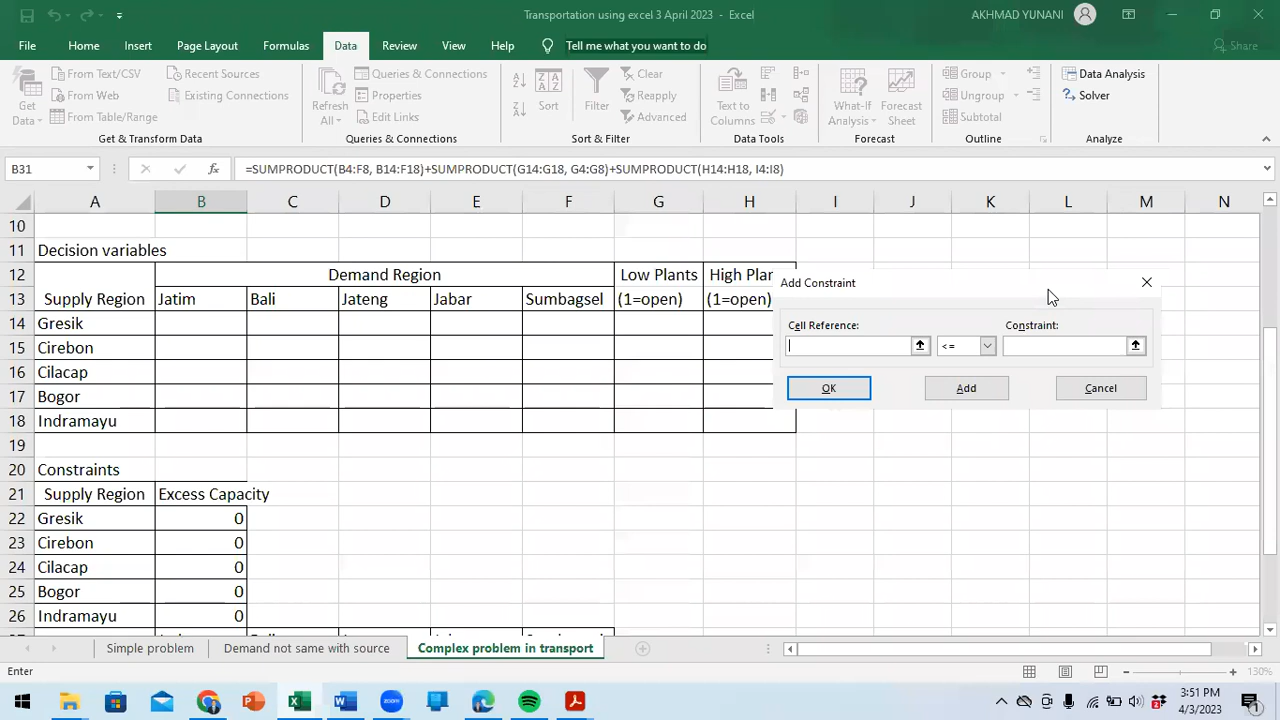 Transportation using excel 3 April 2023 - Excel
AKHMAD YUNANI
File Home Insert Page Layout Formulas Data Review View Help Tell me what you want to do Share
Get Data
From Text/CSV
From Web
From Table/Range
Recent Sources
Existing Connections
Get & Transform Data
Refresh All
Queries & Connections
Properties
Edit Links
Queries & Connections
Sort
Filter
Clear
Reapply
Advanced
Sort & Filter
Text to Columns
Data Tools
What-If Analysis
Forecast Sheet
Forecast
Group
Ungroup
Subtotal
Outline
Data Analysis
Solver
Analyze
B31 fx =SUMPRODUCT(B4:F8, B14:F18)+SUMPRODUCT(G14:G18, G4:G8)+SUMPRODUCT(H14:H18, I4:I8)
A B C D E F G H I J K L M N
10
11 Decision variables
12 Demand Region Low Plants High Plan
13 Supply Region Jatim Bali Jateng Jabar Sumbagsel (1=open) (1=open)
14 Gresik
15 Cirebon
16 Cilacap
17 Bogor
18 Indramayu
19
20 Constraints
21 Supply Region Excess Capacity
22 Gresik 0
23 Cirebon 0
24 Cilacap 0
25 Bogor 0
26 Indramayu 0
Add Constraint
Cell Reference: Constraint:
<=
OK Add Cancel
Simple problem Demand not same with source Complex problem in transport
Enter
130%
3:51 PM
4/3/2023